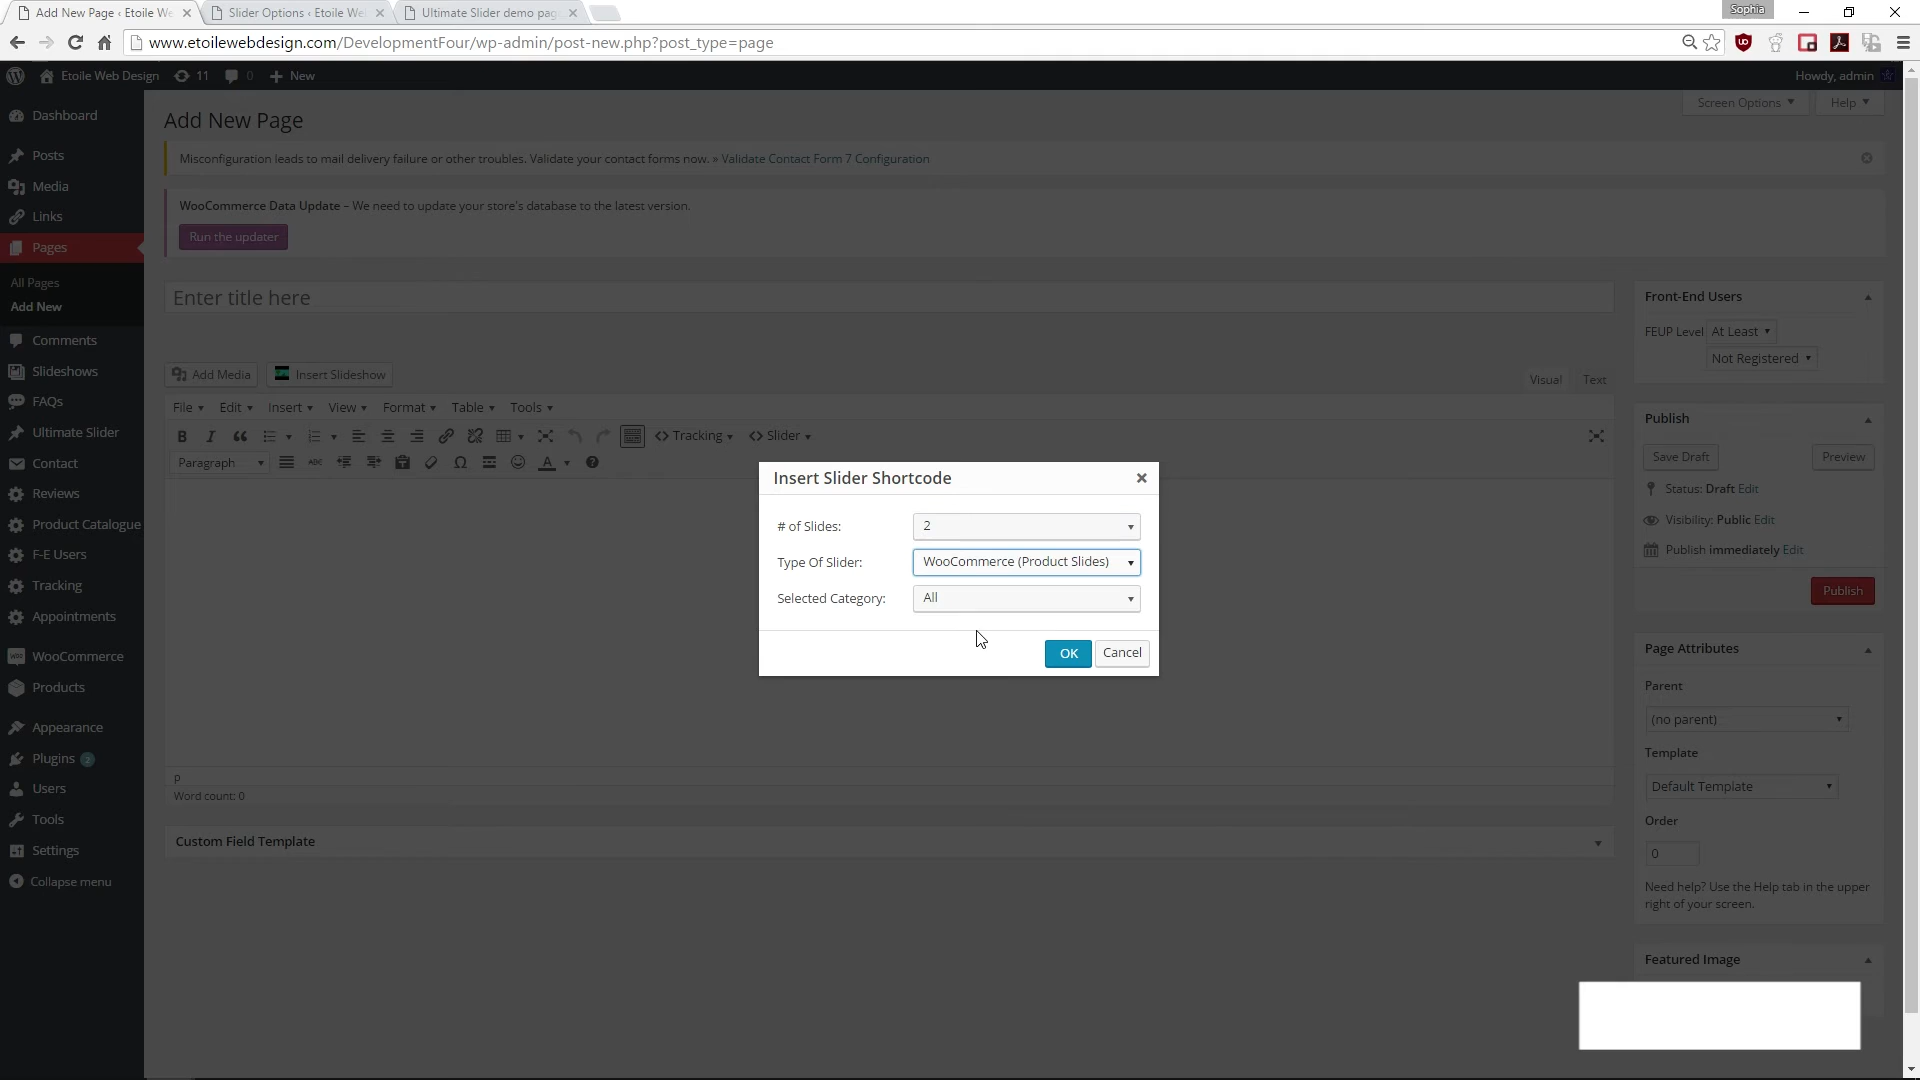 Add New Page ‹ Etoile We
Slider Options ‹ Etoile We
Ultimate Slider demo pag
Sophia
www.etoilewebdesign.com/DevelopmentFour/wp-admin/post-new.php?post_type=page
Etoile Web Design
11
0
New
Howdy, admin
Dashboard
Posts
Media
Links
Pages
All Pages
Add New
Comments
Slideshows
FAQs
Ultimate Slider
Contact
Reviews
Product Catalogue
F-E Users
Tracking
Appointments
WooCommerce
Products
Appearance
Plugins 2
Users
Tools
Settings
Collapse menu
Screen Options
Help
Add New Page
Misconfiguration leads to mail delivery failure or other troubles. Validate your contact forms now. » Validate Contact Form 7 Configuration
WooCommerce Data Update – We need to update your store's database to the latest version.
Run the updater
Enter title here
Add Media
Insert Slideshow
Visual
Text
File Edit Insert View Format Table Tools
Tracking
Slider
Paragraph
ABC
p
Word count: 0
Custom Field Template
Insert Slider Shortcode
# of Slides: 2
Type Of Slider: WooCommerce (Product Slides)
Selected Category: All
OK
Cancel
Front-End Users
FEUP Level At Least
Not Registered
Publish
Save Draft
Preview
Status: Draft Edit
Visibility: Public Edit
Publish immediately Edit
Publish
Page Attributes
Parent
(no parent)
Template
Default Template
Order
0
Need help? Use the Help tab in the upper
right of your screen.
Featured Image